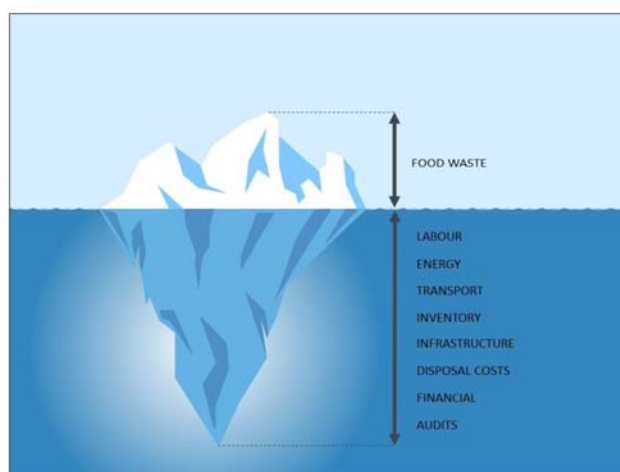 FOOD WASTE
LABOUR
ENERGY
TRANSPORT
INVENTORY
INFRASTRUCTURE
DISPOSAL COSTS
FINANCIAL
AUDITS